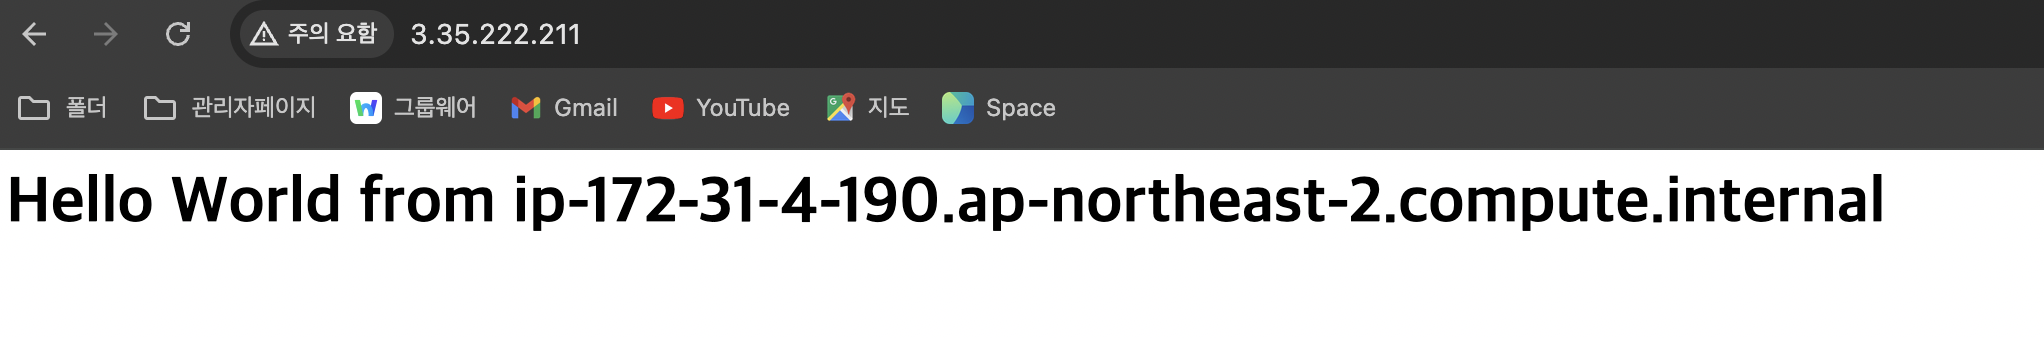 주의 요함 3.35.222.211
폴더 관리자페이지 그룹웨어 Gmail YouTube 지도 Space
Hello World from ip-172-31-4-190.ap-northeast-2.compute.internal